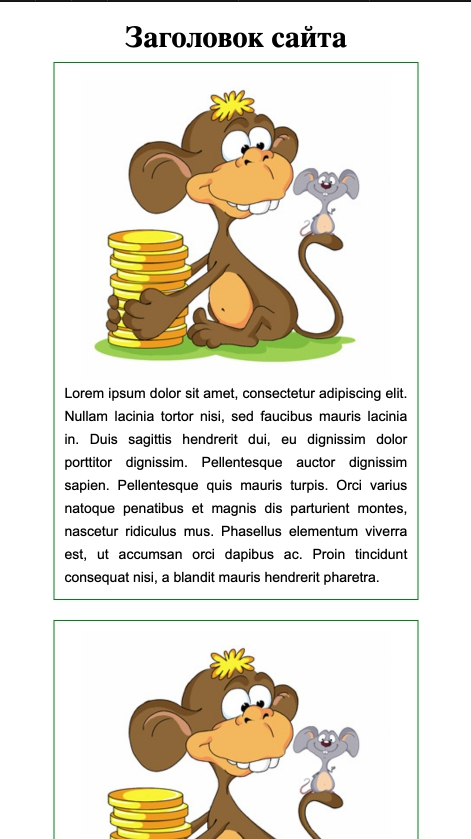 Заголовок сайта
Lorem ipsum dolor sit amet, consectetur adipiscing elit.
Nullam lacinia tortor nisi, sed faucibus mauris lacinia
in. Duis sagittis hendrerit dui, eu dignissim dolor
porttitor dignissim. Pellentesque auctor dignissim
sapien. Pellentesque quis mauris turpis. Orci varius
natoque penatibus et magnis dis parturient montes,
nascetur ridiculus mus. Phasellus elementum viverra
est, ut accumsan orci dapibus ac. Proin tincidunt
consequat nisi, a blandit mauris hendrerit pharetra.